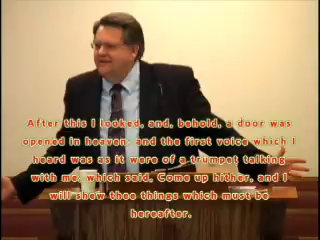 After this I looked, and, behold, a door was
opened in heaven: and the first voice which I
heard was as it were of a trumpet talking
with me; which said, Come up hither, and I
will shew thee things which must be
hereafter.